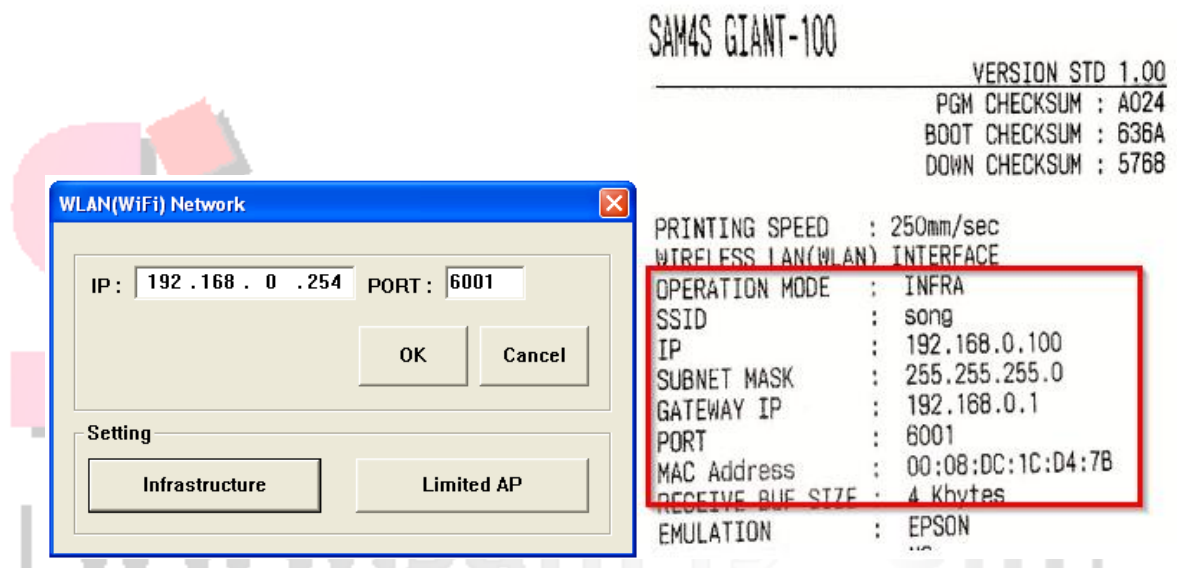 WLAN(WiFi) Network
IP : 192 .168 . 0 .254 PORT : 6001
OK Cancel
Setting
Infrastructure Limited AP
SAM4S GIANT-100
VERSION STD 1.00
PGM CHECKSUM : A024
BOOT CHECKSUM : 636A
DOWN CHECKSUM : 5768
PRINTING SPEED : 250mm/sec
WIRELESS LAN(WLAN) INTERFACE
OPERATION MODE : INFRA
SSID : song
IP : 192.168.0.100
SUBNET MASK : 255.255.255.0
GATEWAY IP : 192.168.0.1
PORT : 6001
MAC Address : 00:08:DC:1C:D4:7B
RECEIVE BUF SIZE : 4 Kbytes
EMULATION : EPSON